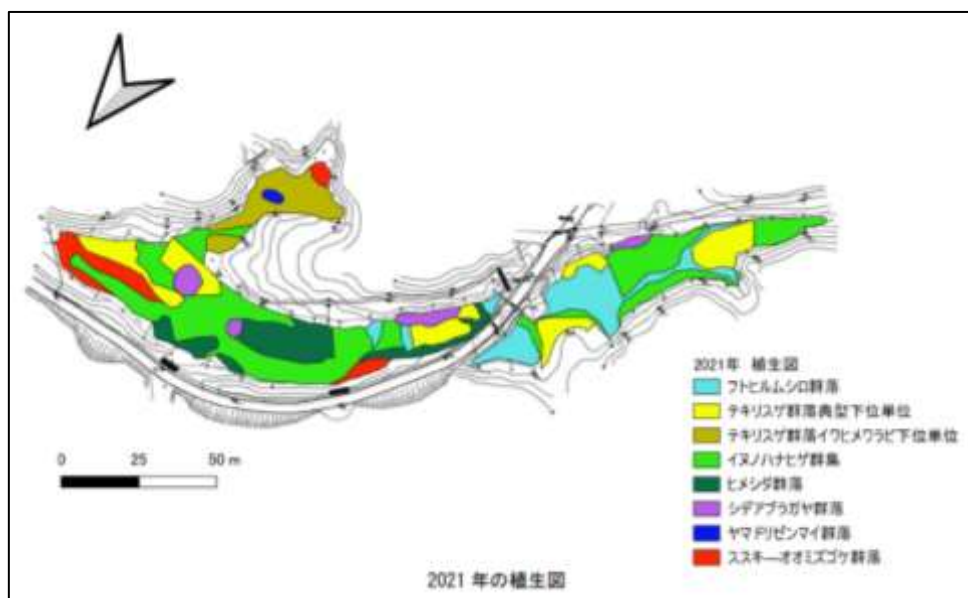 0 25 50 m
2021年 植生図
フトヒルムシロ群落
テキリスゲ群落典型下位単位
テキリスゲ群落イワヒメワラビ下位単位
イヌノハナヒゲ群集
ヒメシダ群落
シデアブラガヤ群落
ヤマドリゼンマイ群落
ススキ―オオミズゴケ群落
2021 年の植生図